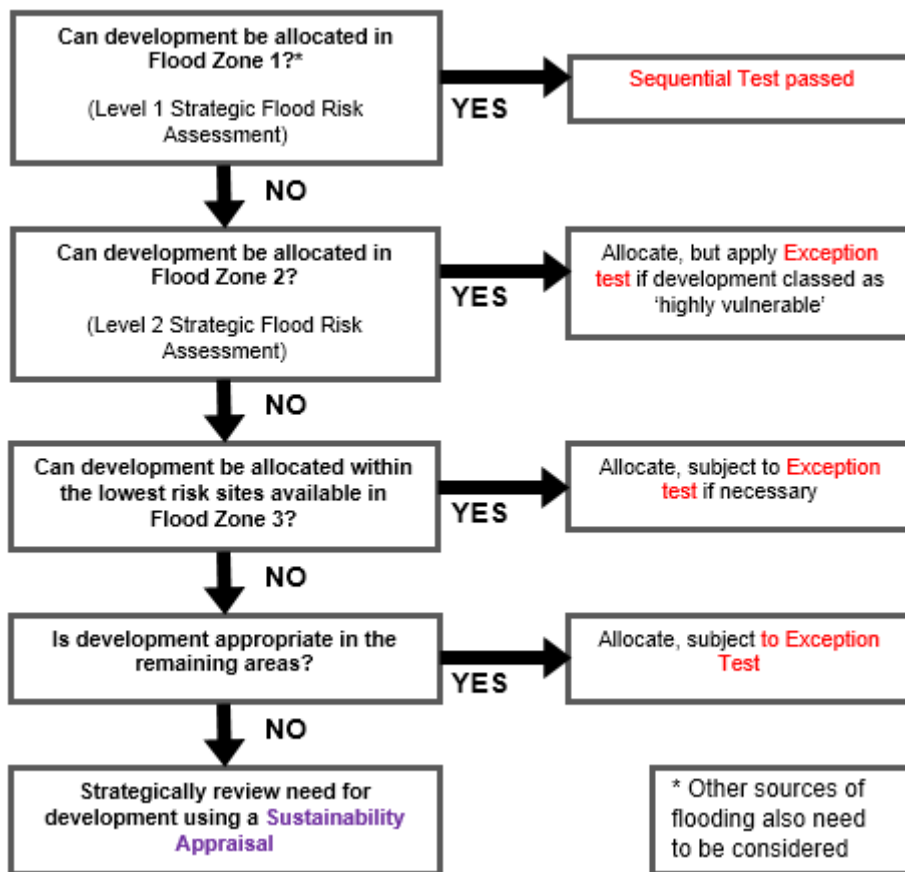 Can development be allocated in
Flood Zone 1?*
(Level 1 Strategic Flood Risk
Assessment)
YES
Sequential Test passed
NO
Can development be allocated in
Flood Zone 2?
(Level 2 Strategic Flood Risk
Assessment)
YES
Allocate, but apply Exception
test if development classed as
‘highly vulnerable’
NO
Can development be allocated within
the lowest risk sites available in
Flood Zone 3?
YES
Allocate, subject to Exception
test if necessary
NO
Is development appropriate in the
remaining areas?
YES
Allocate, subject to Exception
Test
NO
Strategically review need for
development using a Sustainability
Appraisal
* Other sources of
flooding also need
to be considered